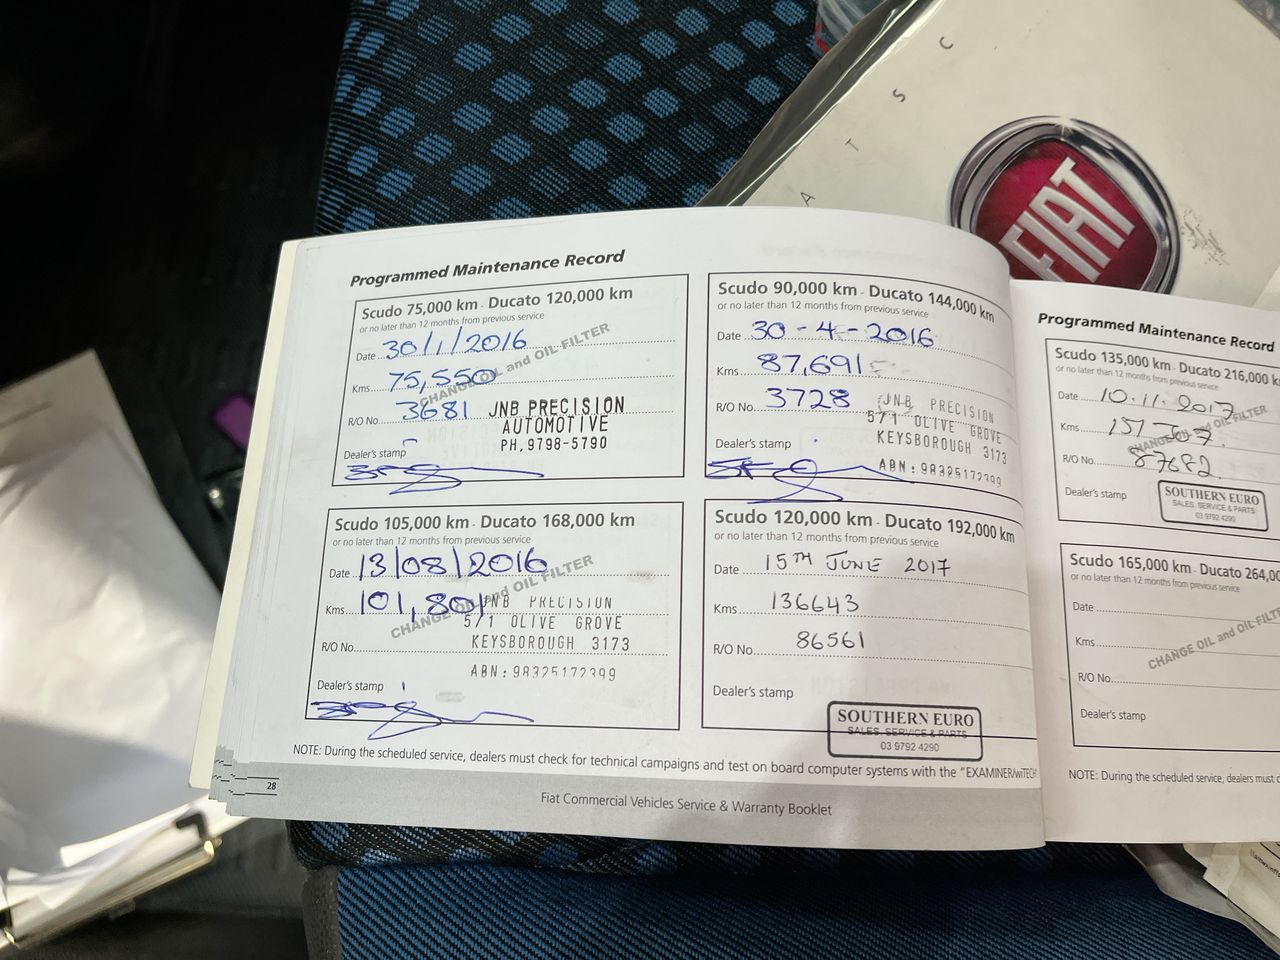 F I A T S C
FIAT
Programmed Maintenance Record
Scudo 75,000 km - Ducato 120,000 km
or no later than 12 months from previous service
CHANGE OIL and OIL FILTER
Date 30/1/2016
Kms 75,550
R/O No. 3681
JNB PRECISION
AUTOMOTIVE
PH,9798-5790
Dealer's stamp
Scudo 90,000 km - Ducato 144,000 km
or no later than 12 months from previous service
Date 30-4-2016
Kms 87,691
R/O No. 3728
JNB PRECISION
5/1 OLIVE GROVE
KEYSBOROUGH 3173
ABN: 98325172399
Dealer's stamp
Scudo 105,000 km - Ducato 168,000 km
or no later than 12 months from previous service
CHANGE OIL and OIL FILTER
Date 13/08/2016
Kms 101,801
JNB PRECISION
5/1 OLIVE GROVE
KEYSBOROUGH 3173
R/O No.
ABN: 98325172399
Dealer's stamp
Scudo 120,000 km - Ducato 192,000 km
or no later than 12 months from previous service
Date 15TH JUNE 2017
Kms 136643
R/O No. 86561
Dealer's stamp
SOUTHERN EURO
SALES, SERVICE & PARTS
03 9792 4290
NOTE: During the scheduled service, dealers must check for technical campaigns and test on board computer systems with the "EXAMINER/wiTECH
28
Fiat Commercial Vehicles Service & Warranty Booklet
Programmed Maintenance Record
Scudo 135,000 km - Ducato 216,000 k
or no later than 12 months from previous service
CHANGE OIL and OIL FILTER
Date 10.11.2017
Kms
R/O No. 87682
Dealer's stamp
SOUTHERN EURO
SALES, SERVICE & PARTS
03 9792 4290
Scudo 165,000 km - Ducato 264,00
or no later than 12 months from previous service
CHANGE OIL and OIL FILT
Date
Kms
R/O No.
Dealer's stamp
NOTE: During the scheduled service, dealers must c